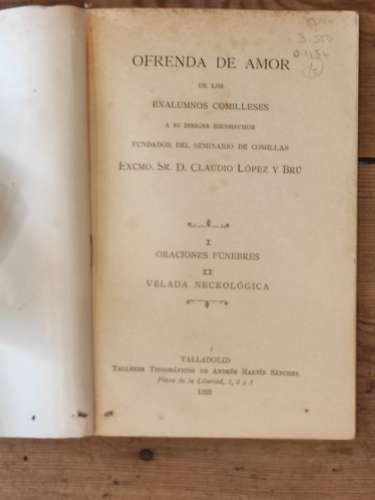 3.550
OFRENDA DE AMOR
DE LOS
EXALUMNOS COMILLESES
A SU INSIGNE BIENHECHOR
FUNDADOR DEL SEMINARIO DE COMILLAS
EXCMO. SR. D. CLAUDIO LÓPEZ Y BRÚ
I
ORACIONES FÚNEBRES
II
VELADA NECROLÓGICA
VALLADOLID
TALLERES TIPOGRÁFICOS DE ANDRÉS MARTÍN SÁNCHEZ
Plaza de la Libertad, 1, 2 y 3